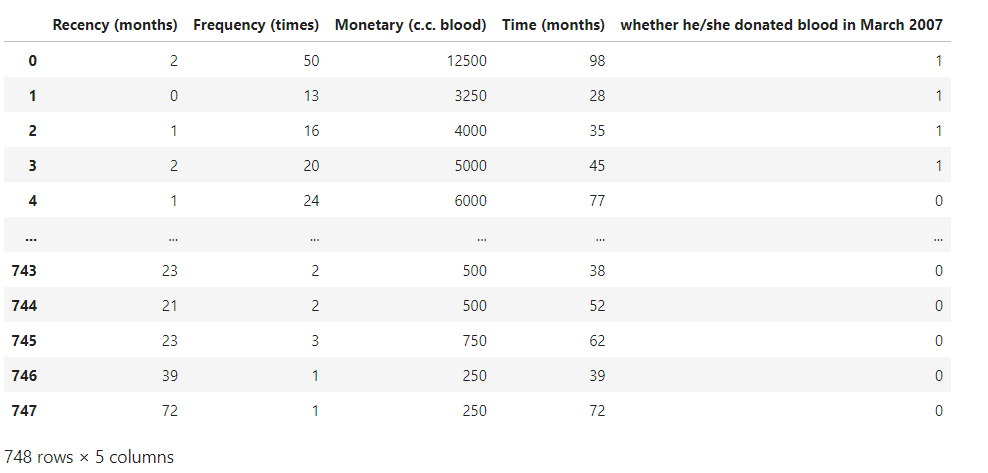 Recency (months) Frequency (times) Monetary (c.c. blood) Time (months) whether he/she donated blood in March 2007
0 2 50 12500 98 1
1 0 13 3250 28 1
2 1 16 4000 35 1
3 2 20 5000 45 1
4 1 24 6000 77 0
... ... ... ... ... ...
743 23 2 500 38 0
744 21 2 500 52 0
745 23 3 750 62 0
746 39 1 250 39 0
747 72 1 250 72 0
748 rows × 5 columns